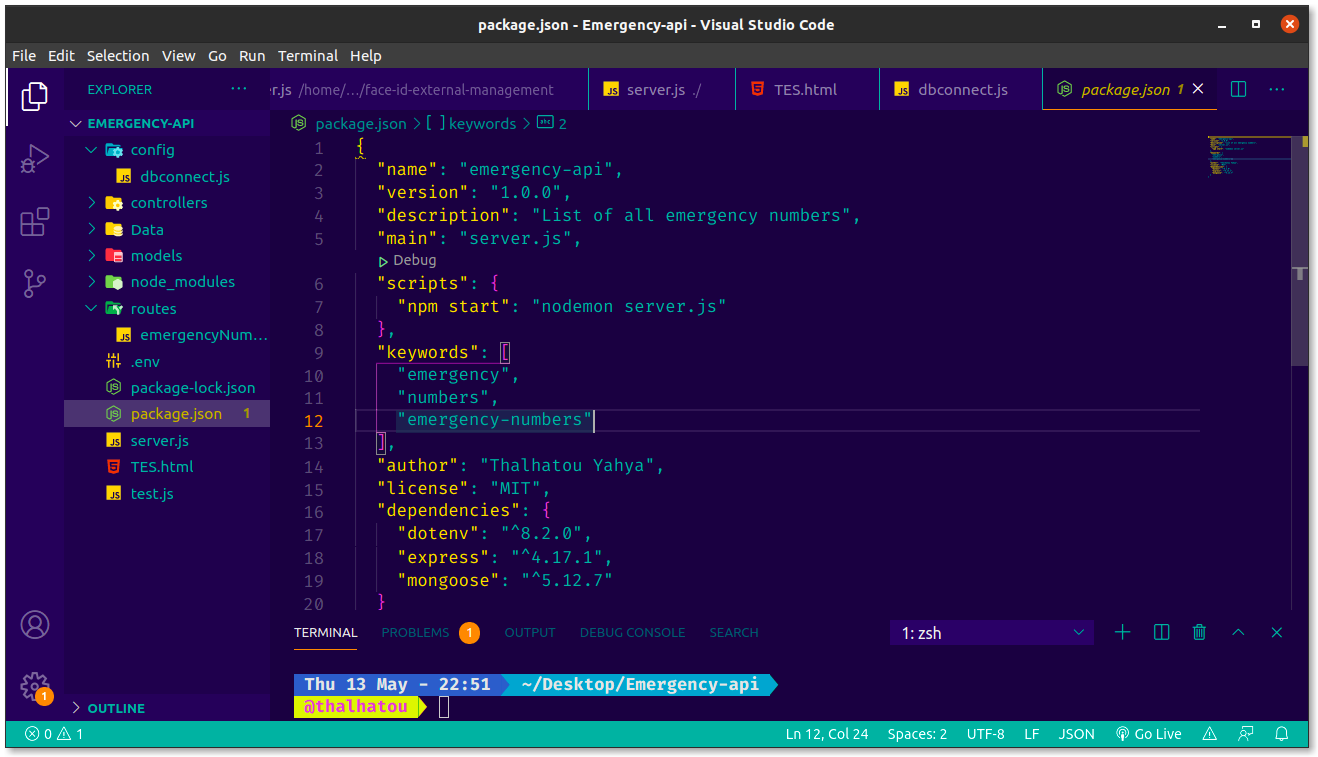 package.json - Emergency-api - Visual Studio Code
File Edit Selection View Go Run Terminal Help
EXPLORER ...
er.js /home/.../face-id-external-management
server.js ./
TES.html
dbconnect.js
package.json 1
EMERGENCY-API
config
dbconnect.js
controllers
Data
models
node_modules
routes
emergencyNum...
.env
package-lock.json
package.json 1
server.js
TES.html
test.js
OUTLINE
package.json > [ ] keywords > abc 2
1 {
2 "name": "emergency-api",
3 "version": "1.0.0",
4 "description": "List of all emergency numbers",
5 "main": "server.js",
Debug
6 "scripts": {
7 "npm start": "nodemon server.js"
8 },
9 "keywords": [
10 "emergency",
11 "numbers",
12 "emergency-numbers"
13 ],
14 "author": "Thalhatou Yahya",
15 "license": "MIT",
16 "dependencies": {
17 "dotenv": "^8.2.0",
18 "express": "^4.17.1",
19 "mongoose": "^5.12.7"
20 }
TERMINAL PROBLEMS 1 OUTPUT DEBUG CONSOLE SEARCH 1: zsh
Thu 13 May - 22:51 ~/Desktop/Emergency-api
@thalhatou
1
0 1 Ln 12, Col 24 Spaces: 2 UTF-8 LF JSON Go Live